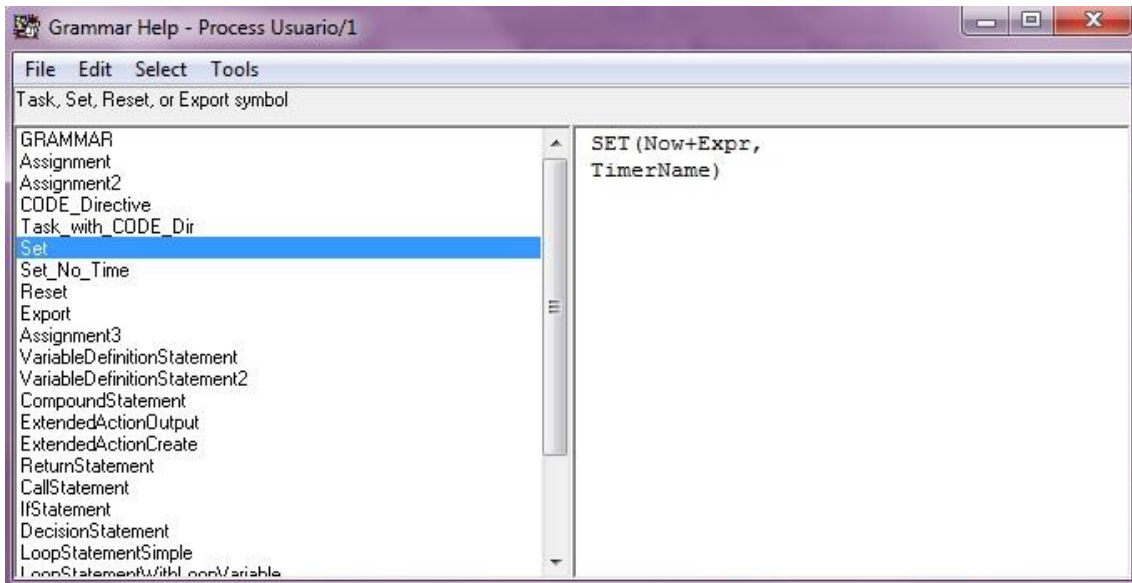 Grammar Help - Process Usuario/1
File Edit Select Tools
Task, Set, Reset, or Export symbol
GRAMMAR
Assignment
Assignment2
CODE_Directive
Task_with_CODE_Dir
Set
Set_No_Time
Reset
Export
Assignment3
VariableDefinitionStatement
VariableDefinitionStatement2
CompoundStatement
ExtendedActionOutput
ExtendedActionCreate
ReturnStatement
CallStatement
IfStatement
DecisionStatement
LoopStatementSimple
LoopStatementWithLoopVariable
SET(Now+Expr,
TimerName)